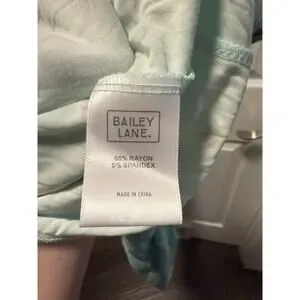 BAILEY
LANE.
95% RAYON
5% SPANDEX
MADE IN CHINA